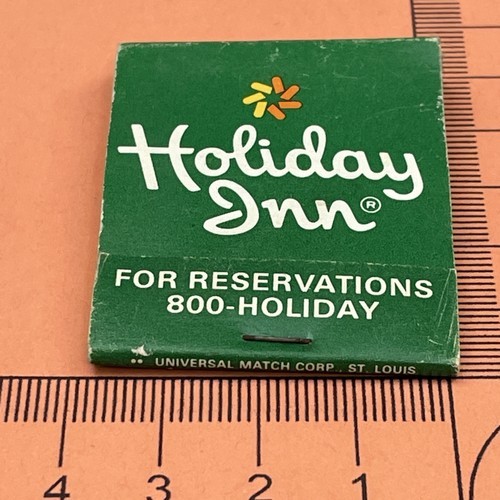 Holiday
Inn®
FOR RESERVATIONS
800-HOLIDAY
UNIVERSAL MATCH CORP., ST. LOUIS
4 3 2 1